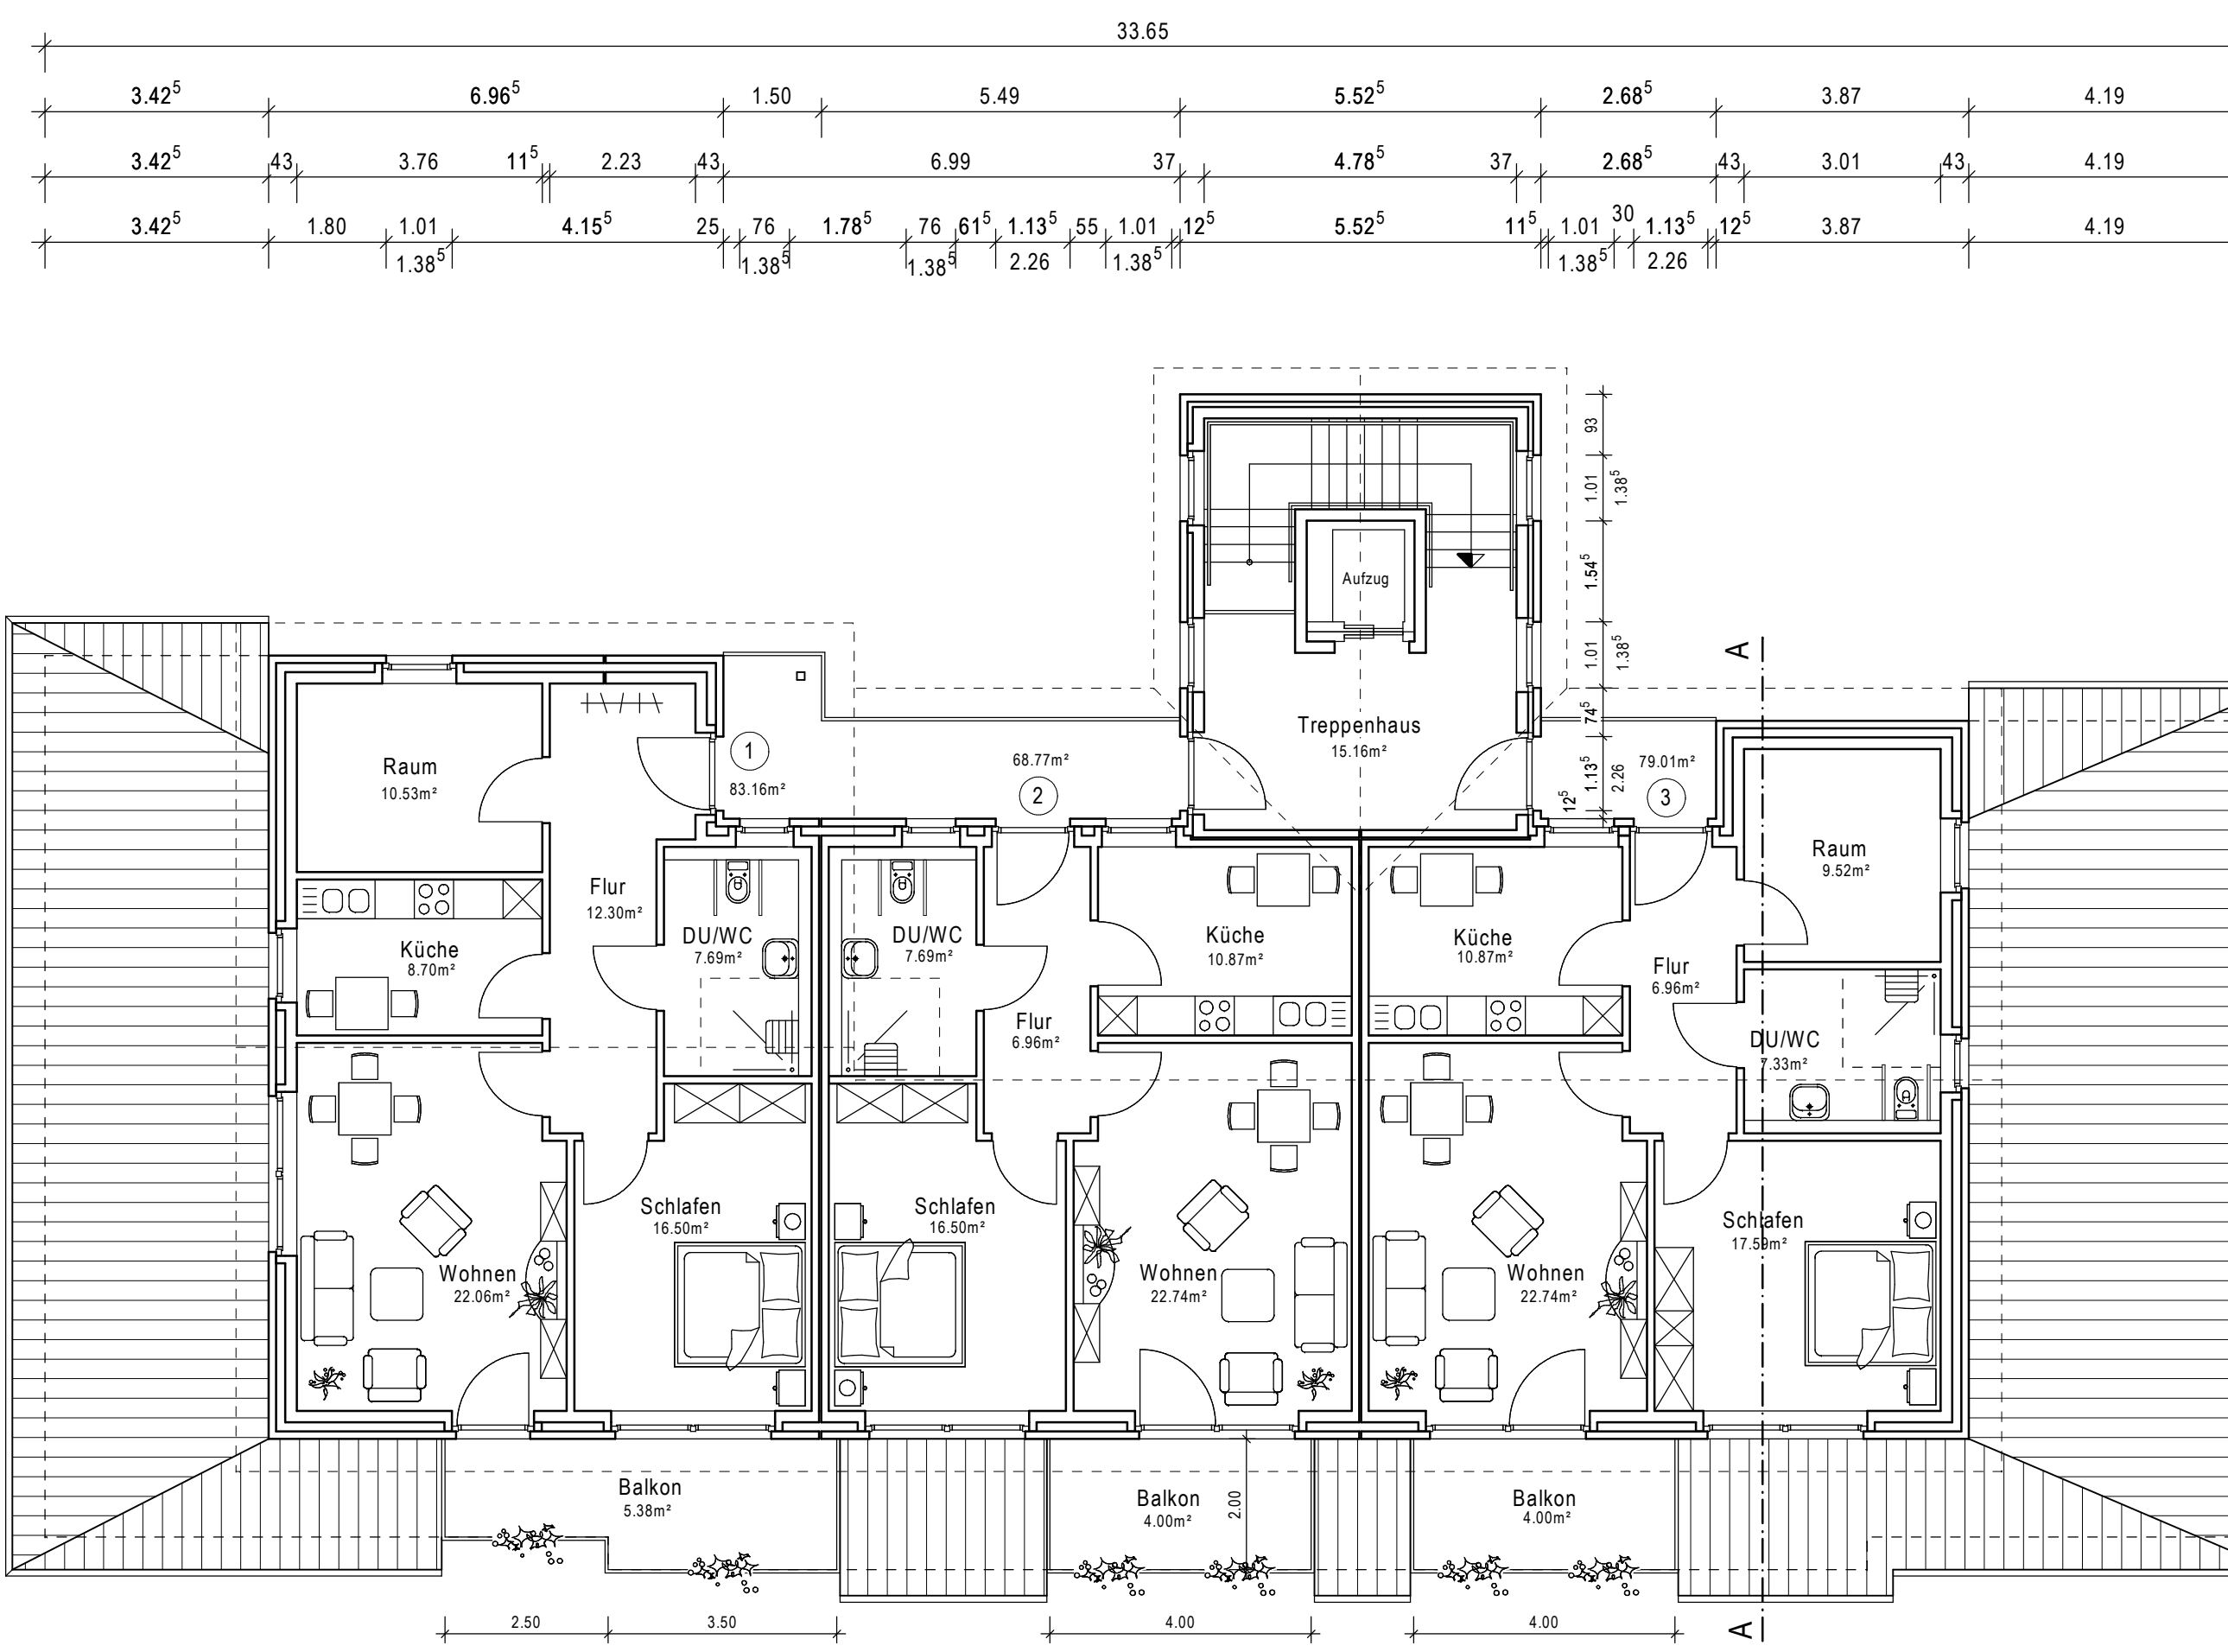 33.65
3.42⁵ 6.96⁵ 1.50 5.49 5.52⁵ 2.68⁵ 3.87 4.19
3.42⁵ 43 3.76 11⁵ 2.23 43 6.99 37 4.78⁵ 37 2.68⁵ 43 3.01 43 4.19
3.42⁵ 1.80 1.01 4.15⁵ 25 76 1.78⁵ 76 61⁵ 1.13⁵ 55 1.01 12⁵ 5.52⁵ 11⁵ 1.01 30 1.13⁵ 12⁵ 3.87 4.19
1.38⁵ 1.38⁵ 1.38⁵ 2.26 1.38⁵ 1.38⁵ 2.26
93
1.01
1.38⁵
1.54⁵
1.01
1.38⁵
74⁵
1.13⁵
2.26
12⁵
Aufzug
A
Treppenhaus
15.16m²
1
83.16m²
68.77m²
2
79.01m²
3
Raum
10.53m²
Raum
9.52m²
Flur
12.30m²
Küche
8.70m²
DU/WC
7.69m²
DU/WC
7.69m²
Küche
10.87m²
Küche
10.87m²
Flur
6.96m²
Flur
6.96m²
DU/WC
7.33m²
Schlafen
16.50m²
Schlafen
16.50m²
Schlafen
17.59m²
Wohnen
22.06m²
Wohnen
22.74m²
Wohnen
22.74m²
Balkon
5.38m²
Balkon
4.00m²
2.00
Balkon
4.00m²
2.50 3.50 4.00 4.00
A